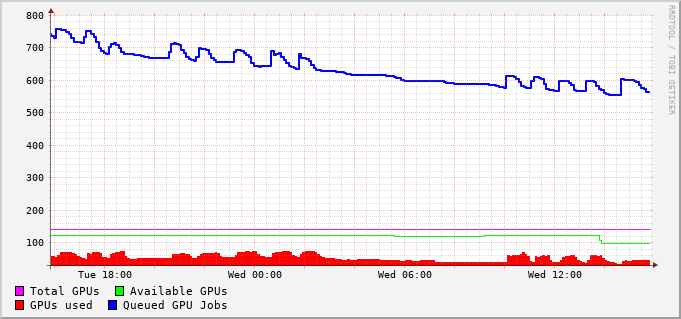 800
700
600
500
400
300
200
100
Tue 18:00 Wed 00:00 Wed 06:00 Wed 12:00
Total GPUs Available GPUs
GPUs used Queued GPU Jobs
RRDTOOL / TOBI OETIKER